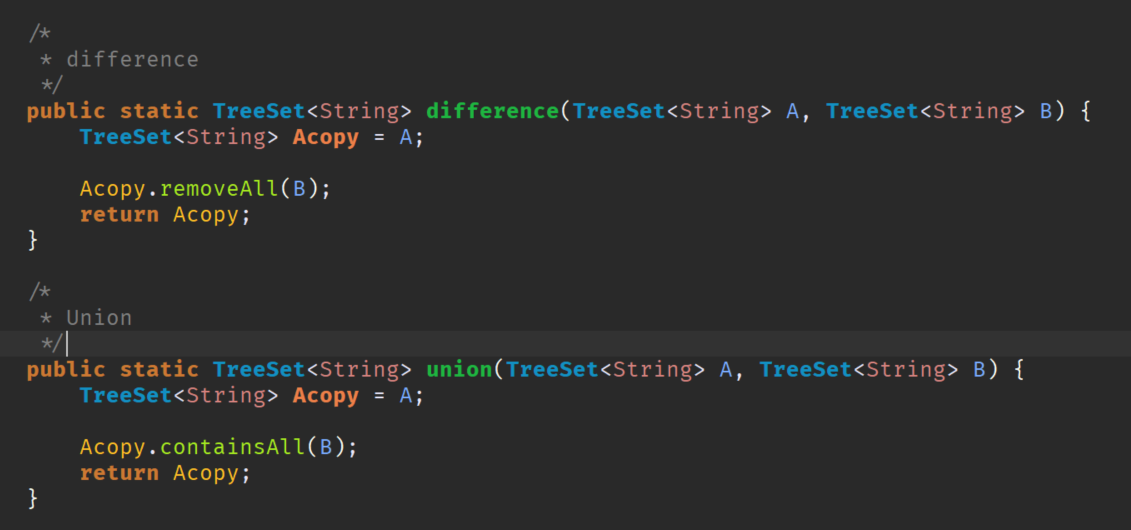 /*
 * difference
 */
public static TreeSet<String> difference(TreeSet<String> A, TreeSet<String> B) {
    TreeSet<String> Acopy = A;

    Acopy.removeAll(B);
    return Acopy;
}

/*
 * Union
 */
public static TreeSet<String> union(TreeSet<String> A, TreeSet<String> B) {
    TreeSet<String> Acopy = A;

    Acopy.containsAll(B);
    return Acopy;
}